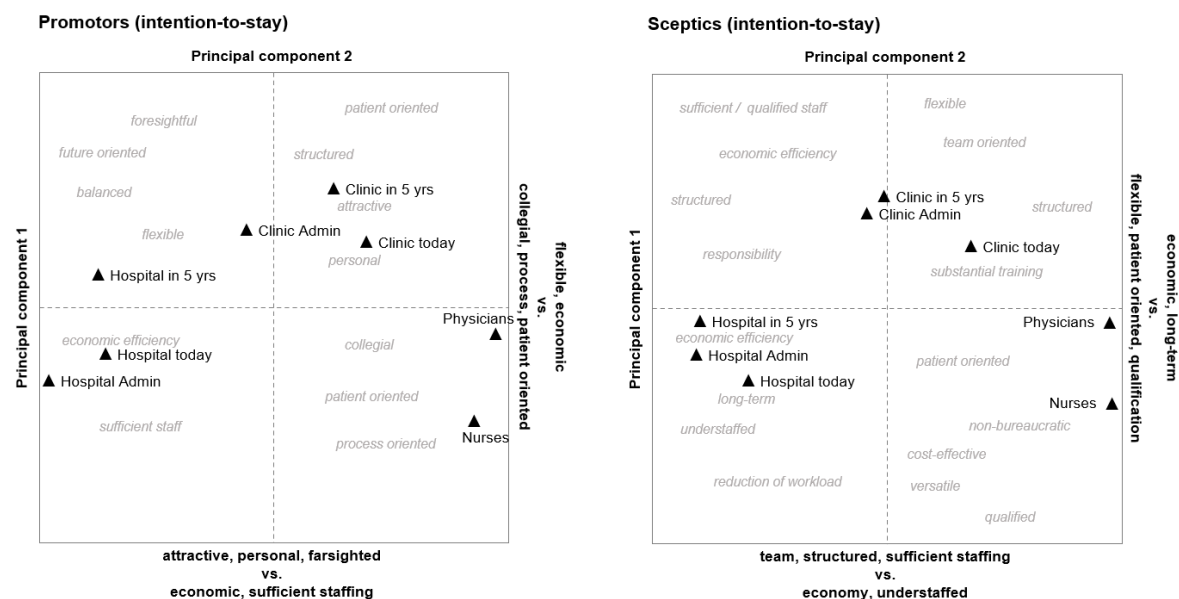 Promotors (intention-to-stay)
Principal component 2
patient oriented
foresightful
future oriented
structured
balanced
▲ Clinic in 5 yrs
attractive
▲ Clinic Admin
flexible
▲ Clinic today
personal
▲ Hospital in 5 yrs
Physicians
economic efficiency
collegial
▲ Hospital today
▲ Hospital Admin
patient oriented
sufficient staff
Nurses
process oriented
Principal component 1
collegial, process, patient oriented
vs.
flexible, economic
attractive, personal, farsighted
vs.
economic, sufficient staffing
Sceptics (intention-to-stay)
Principal component 2
sufficient / qualified staff
flexible
team oriented
economic efficiency
▲ Clinic in 5 yrs
structured
structured
▲ Clinic Admin
▲ Clinic today
responsibility
substantial training
▲ Hospital in 5 yrs
Physicians ▲
economic efficiency
▲ Hospital Admin
patient oriented
▲ Hospital today
long-term
Nurses ▲
understaffed
non-bureaucratic
cost-effective
reduction of workload
versatile
qualified
Principal component 1
flexible, patient oriented, qualification
vs.
economic, long-term
team, structured, sufficient staffing
vs.
economy, understaffed